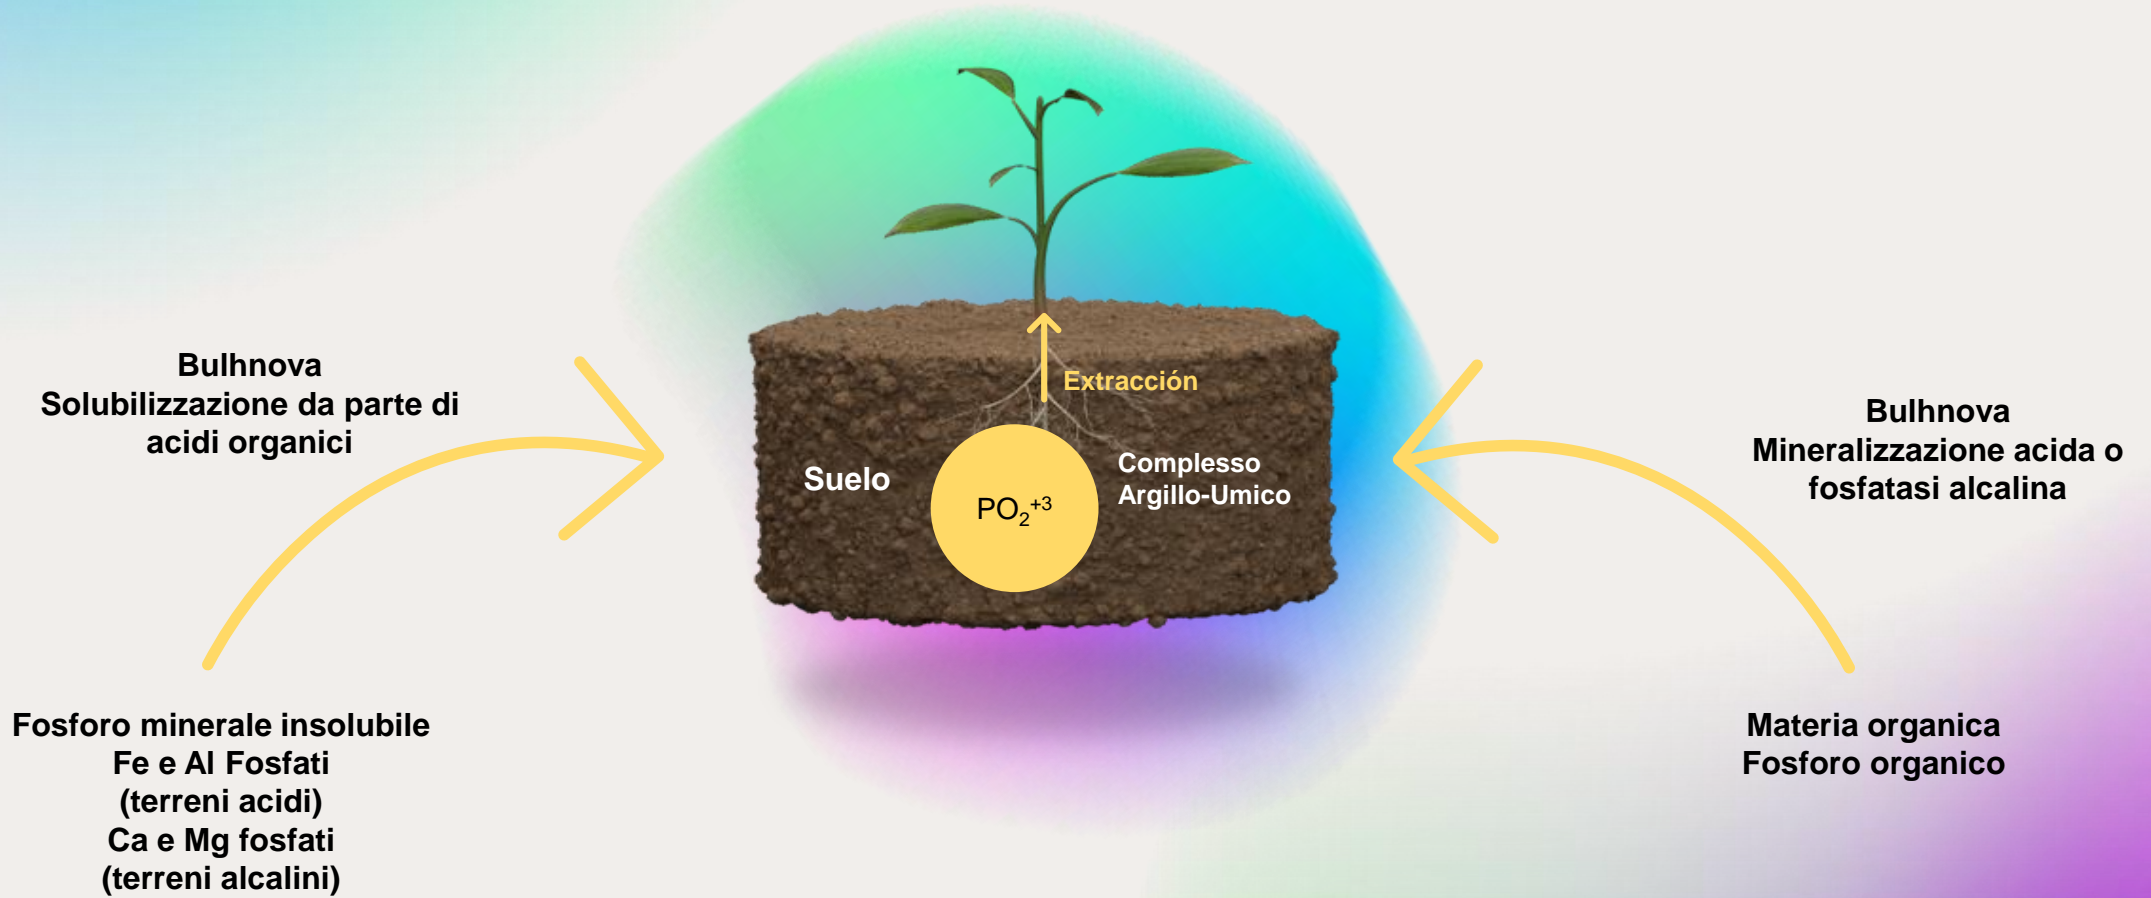 Bulhnova
Solubilizzazione da parte di
acidi organici
Fosforo minerale insolubile
Fe e Al Fosfati
(terreni acidi)
Ca e Mg fosfati
(terreni alcalini)
Extracción
Suelo
PO₂⁺³
Complesso
Argillo-Umico
Bulhnova
Mineralizzazione acida o
fosfatasi alcalina
Materia organica
Fosforo organico